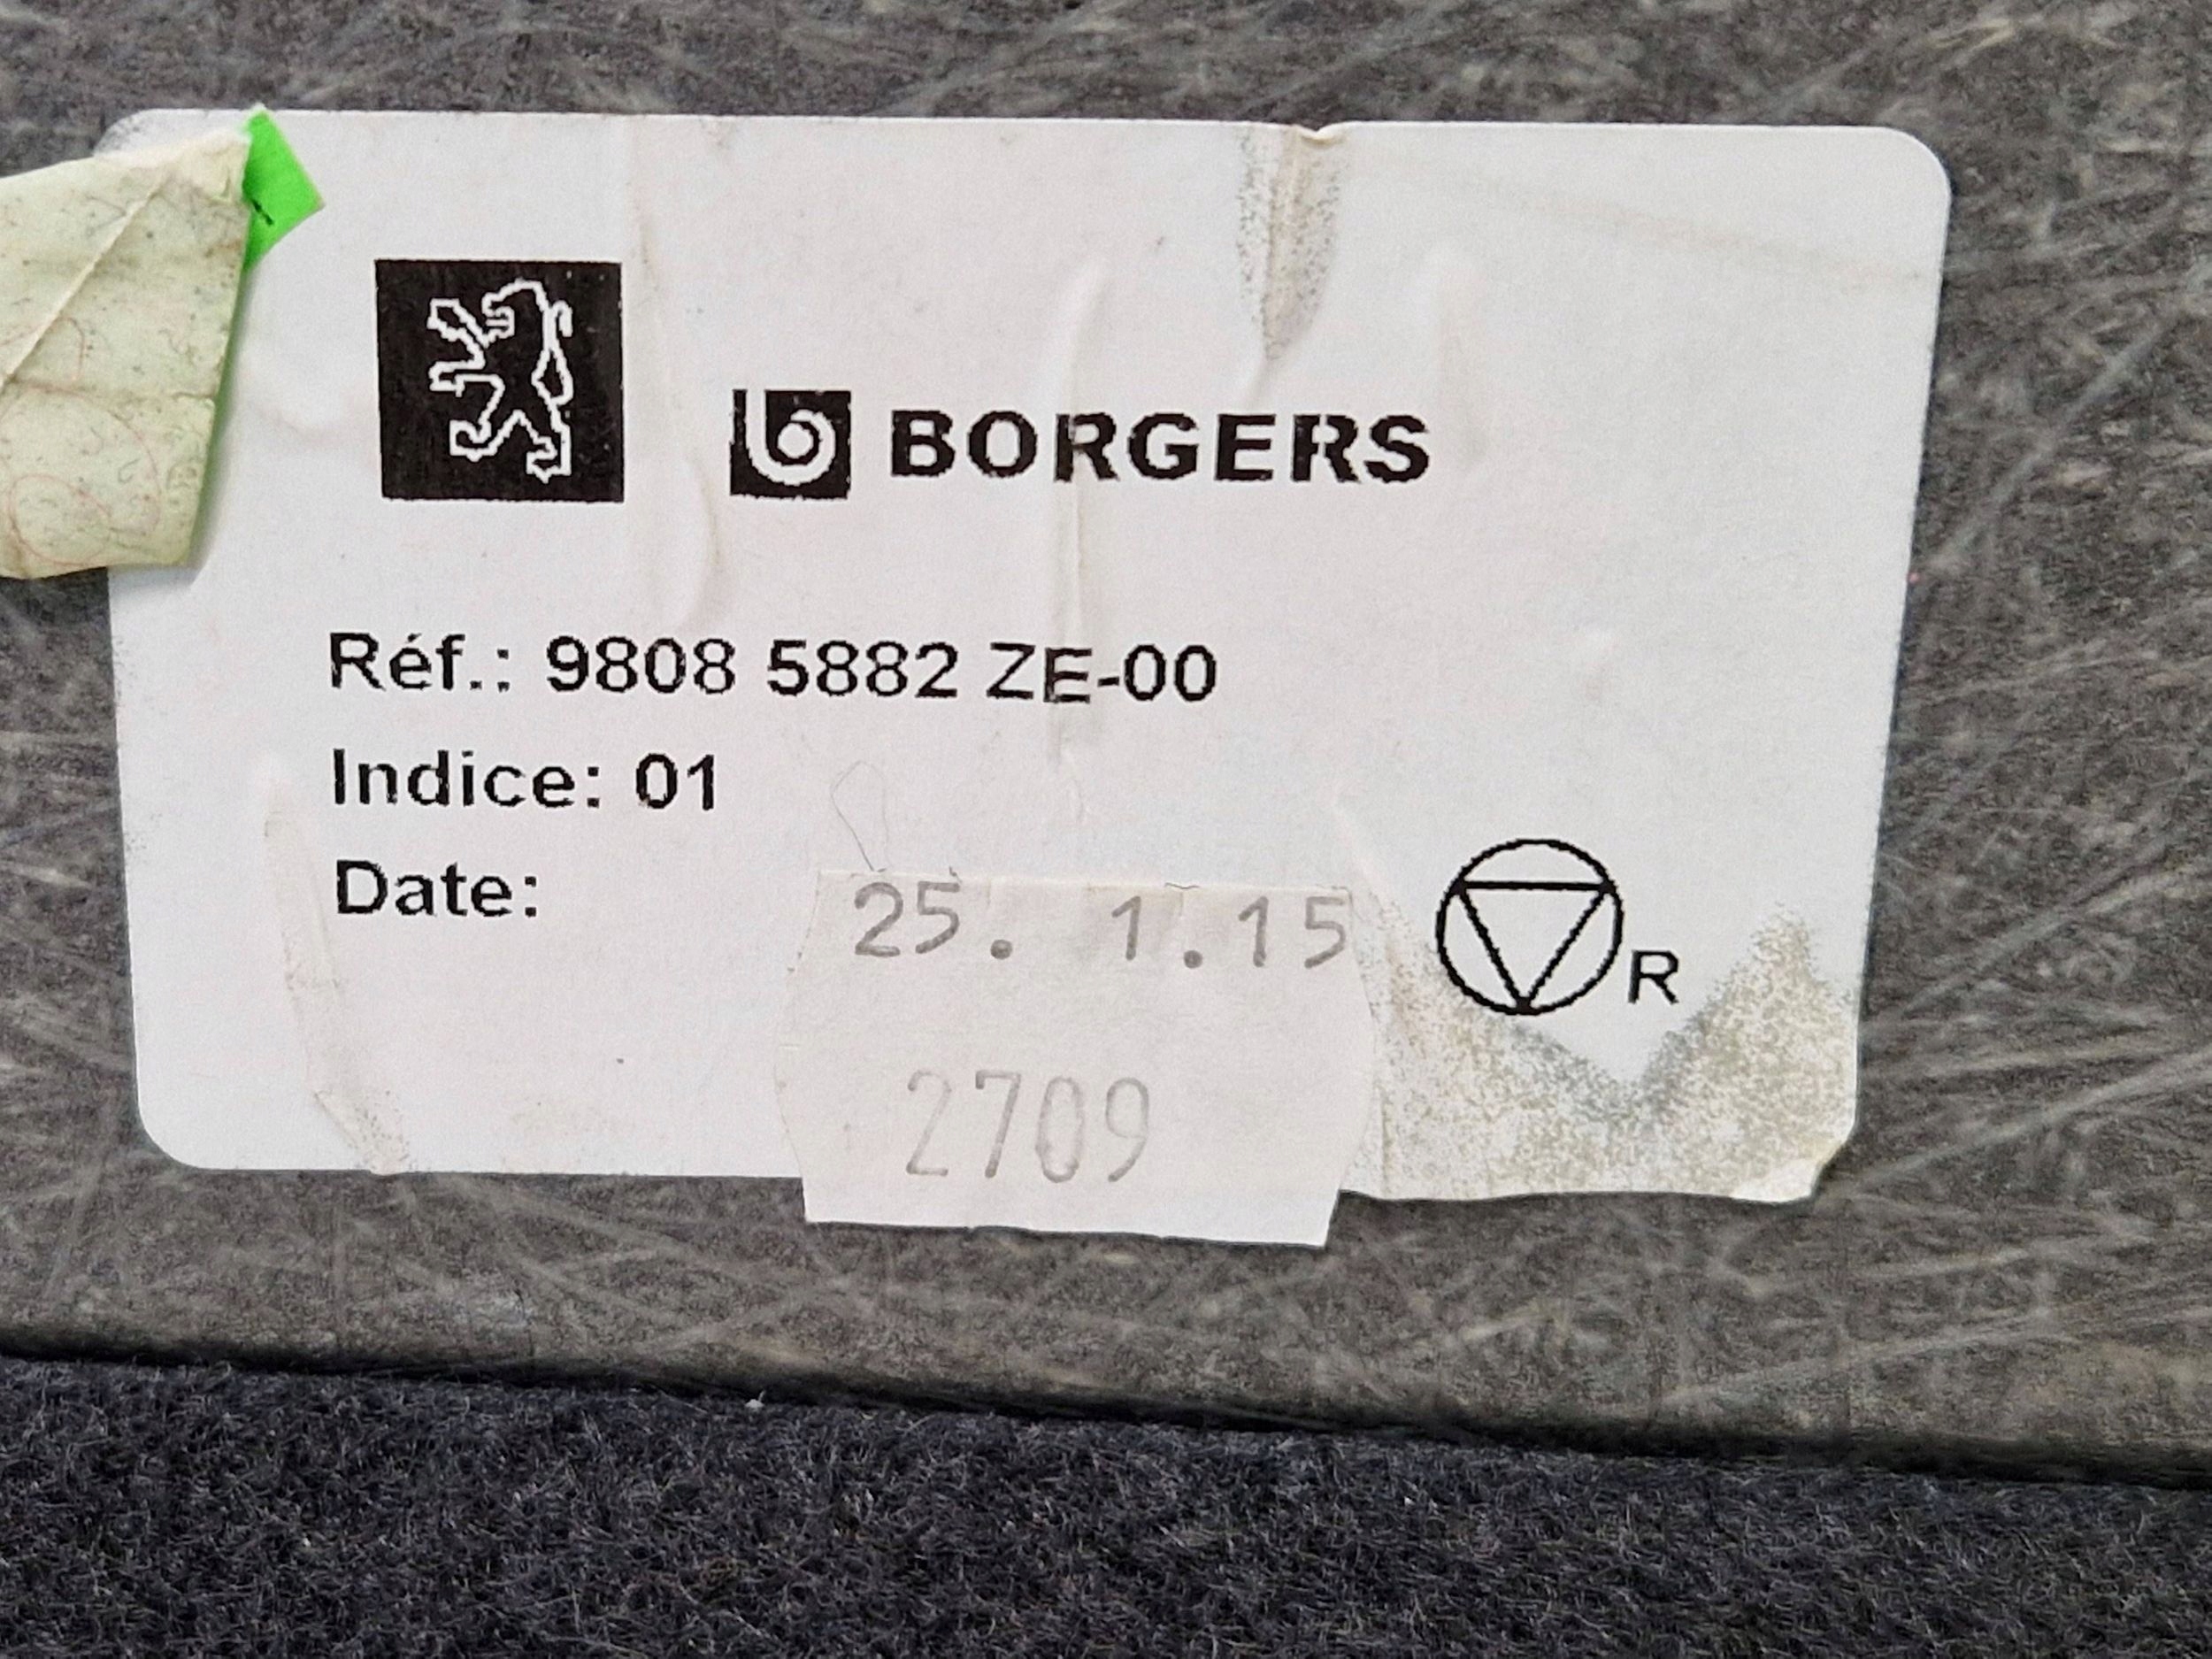 BORGERS
Réf.: 9808 5882 ZE-00
Indice: 01
Date: 25. 1.15
R
2709